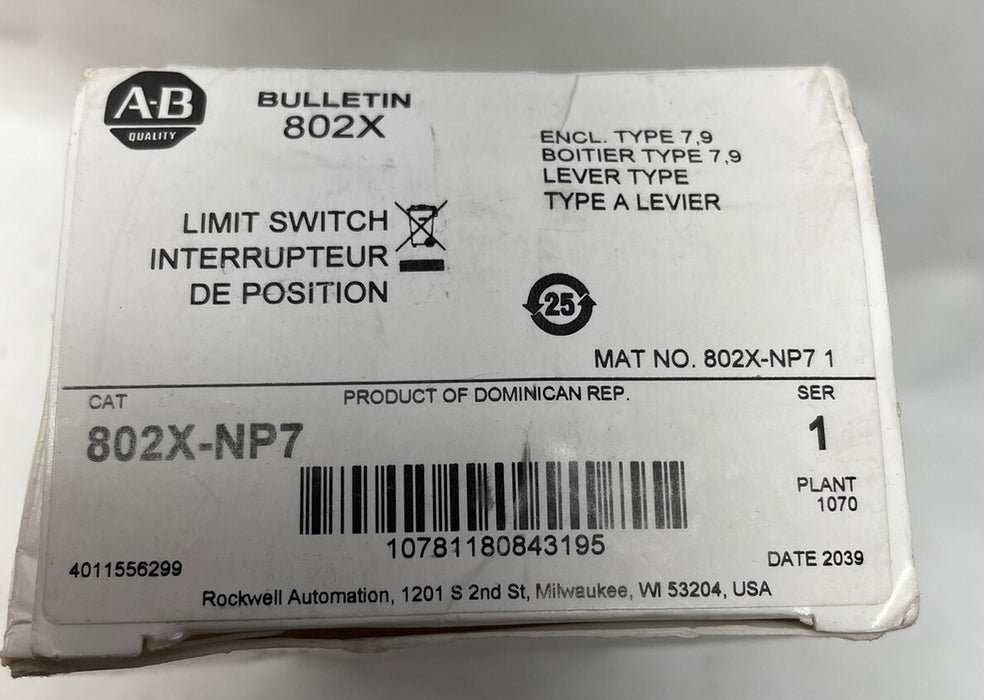 A-B
QUALITY
BULLETIN
802X
ENCL. TYPE 7,9
BOITIER TYPE 7,9
LEVER TYPE
TYPE A LEVIER
LIMIT SWITCH
INTERRUPTEUR
DE POSITION
25
MAT NO. 802X-NP7 1
CAT
PRODUCT OF DOMINICAN REP.
SER
802X-NP7
1
PLANT
1070
10781180843195
4011556299
DATE 2039
Rockwell Automation, 1201 S 2nd St, Milwaukee, WI 53204, USA